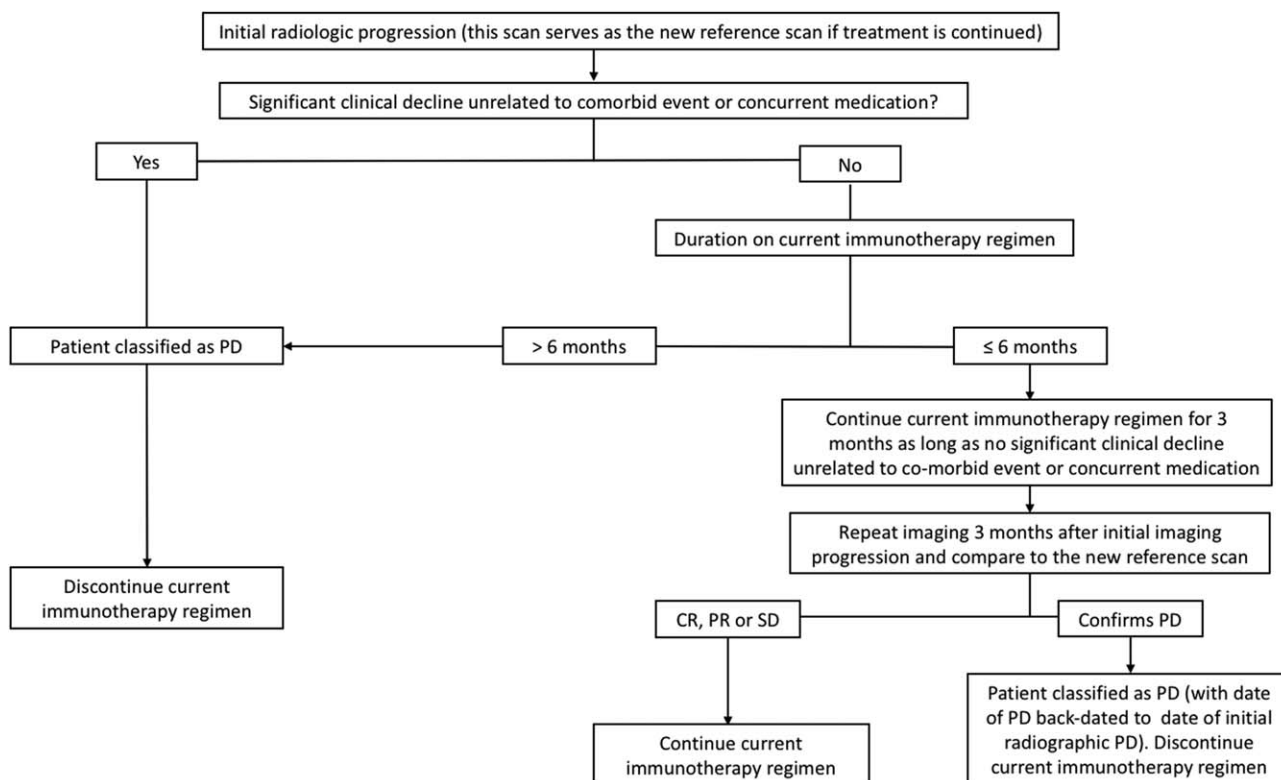 Initial radiologic progression (this scan serves as the new reference scan if treatment is continued)
Significant clinical decline unrelated to comorbid event or concurrent medication?
Yes
No
Duration on current immunotherapy regimen
Patient classified as PD
> 6 months
≤ 6 months
Continue current immunotherapy regimen for 3
months as long as no significant clinical decline
unrelated to co-morbid event or concurrent medication
Repeat imaging 3 months after initial imaging
progression and compare to the new reference scan
Discontinue current
immunotherapy regimen
CR, PR or SD
Confirms PD
Continue current
immunotherapy regimen
Patient classified as PD (with date
of PD back-dated to date of initial
radiographic PD). Discontinue
current immunotherapy regimen